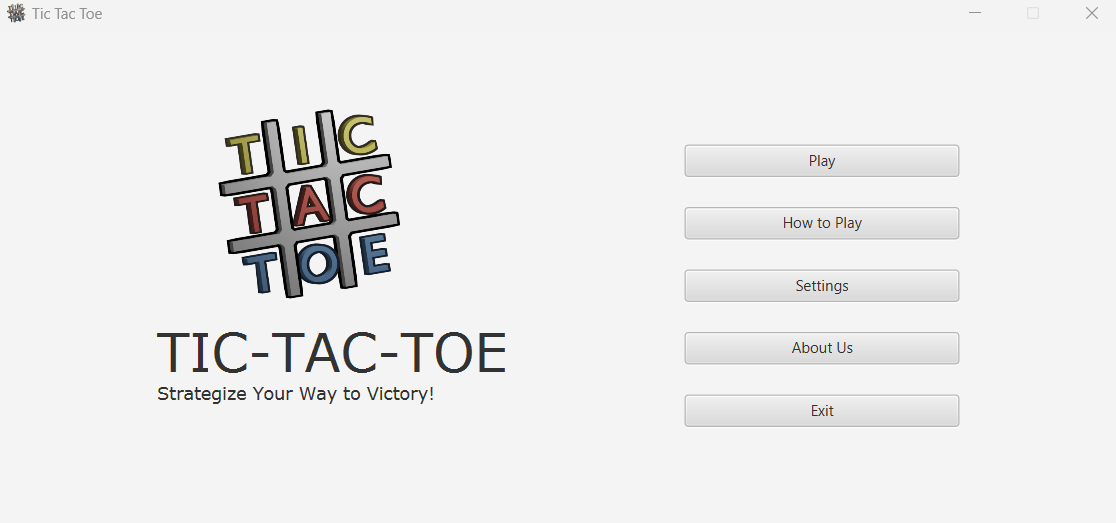 Tic Tac Toe
TIC
TAC
TOE
TIC-TAC-TOE
Strategize Your Way to Victory!
Play
How to Play
Settings
About Us
Exit